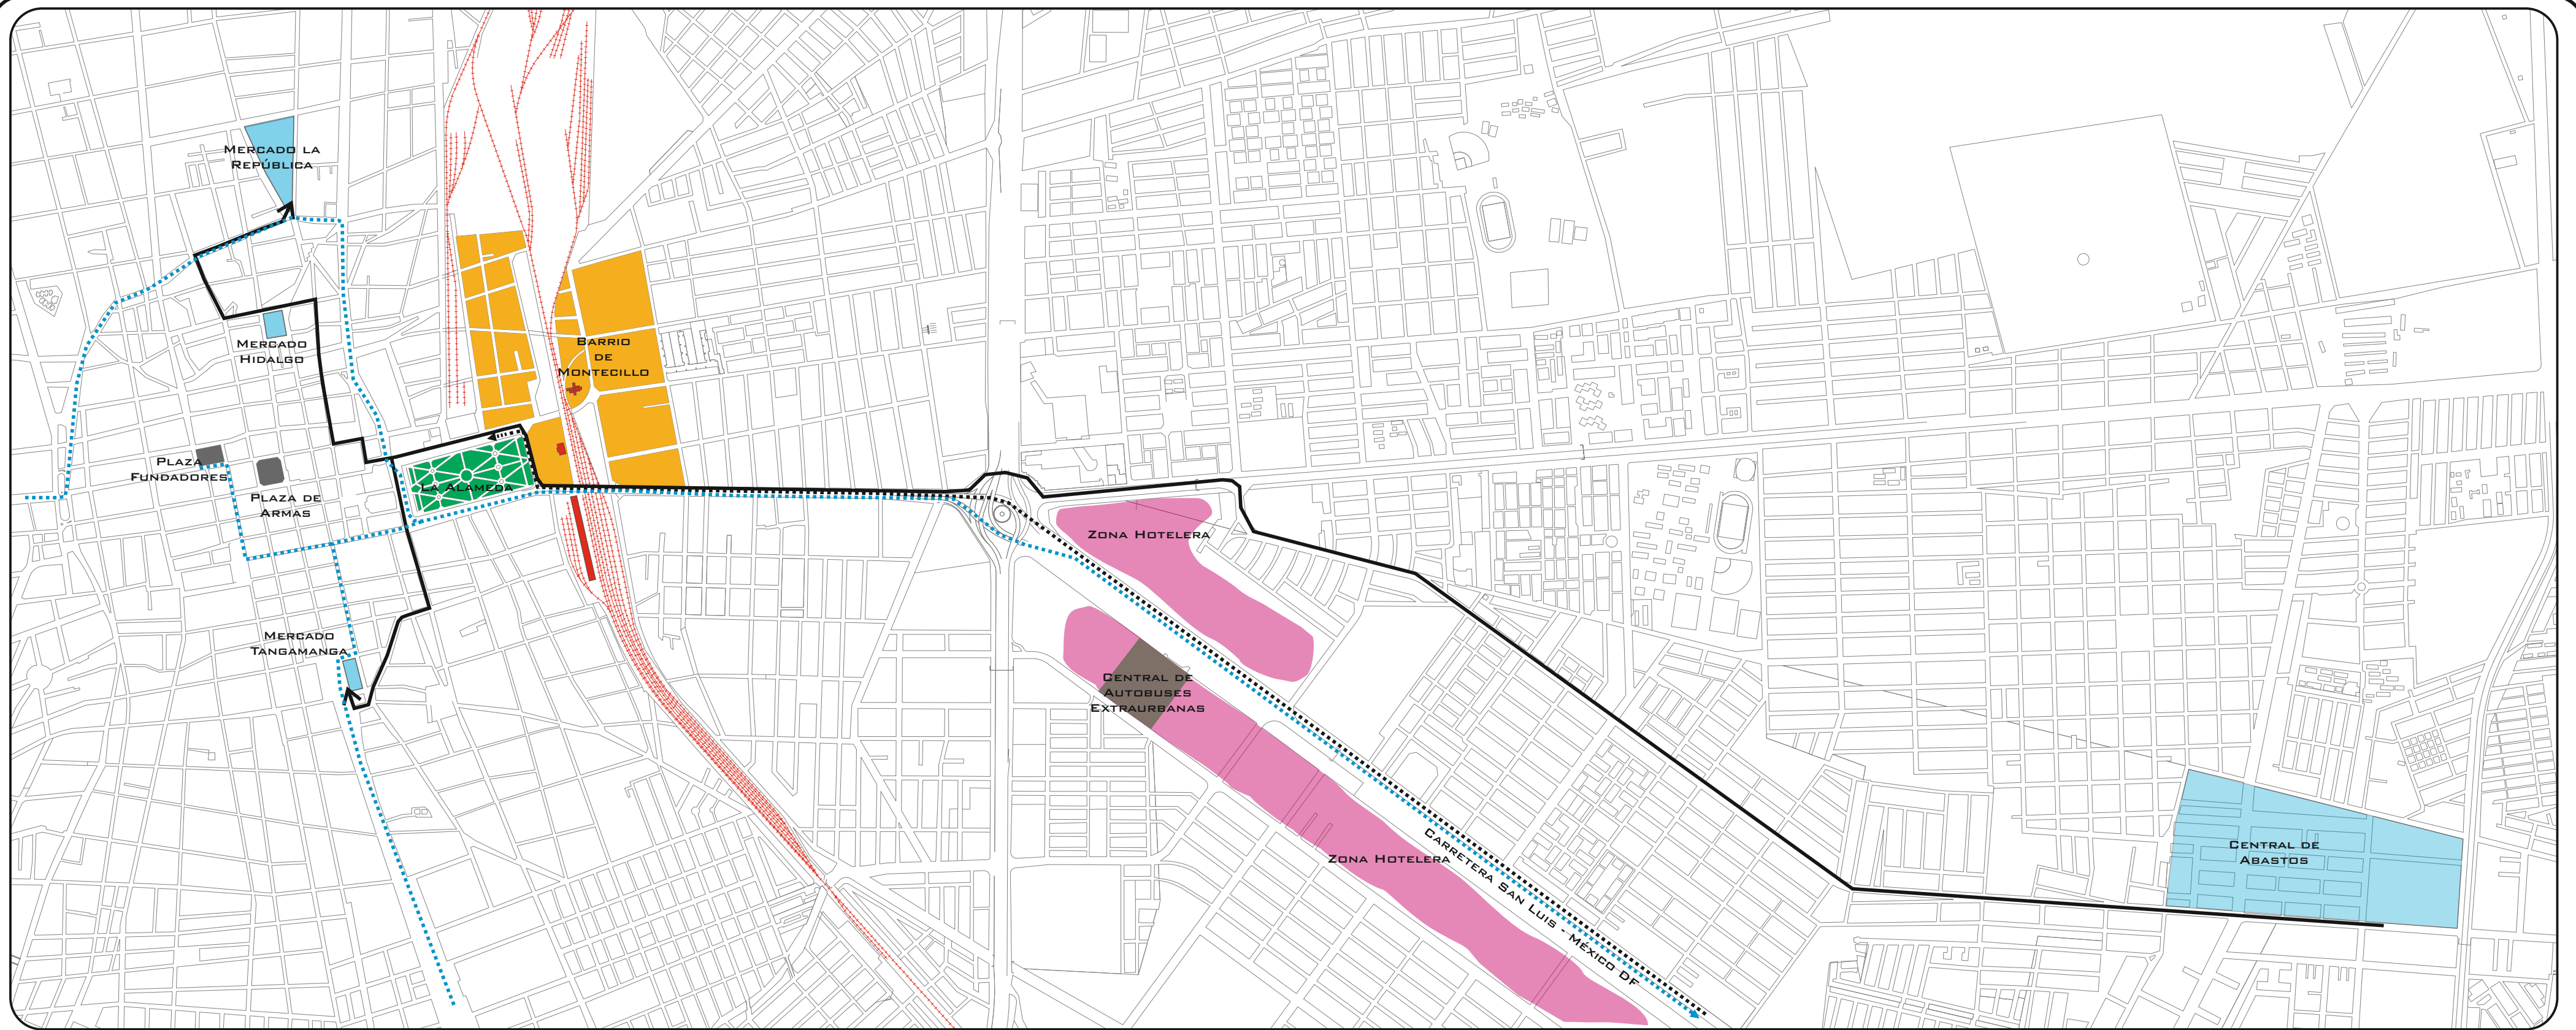 MERCADO LA
REPÚBLICA
MERCADO
HIDALGO
BARRIO
DE
MONTECILLO
PLAZA
FUNDADORES
PLAZA DE
ARMAS
LA ALAMEDA
MERCADO
TANGAMANGA
ZONA HOTELERA
CENTRAL DE
AUTOBUSES
EXTRAURBANAS
ZONA HOTELERA
CARRETERA SAN LUIS - MÉXICO DF
CENTRAL DE
ABASTOS